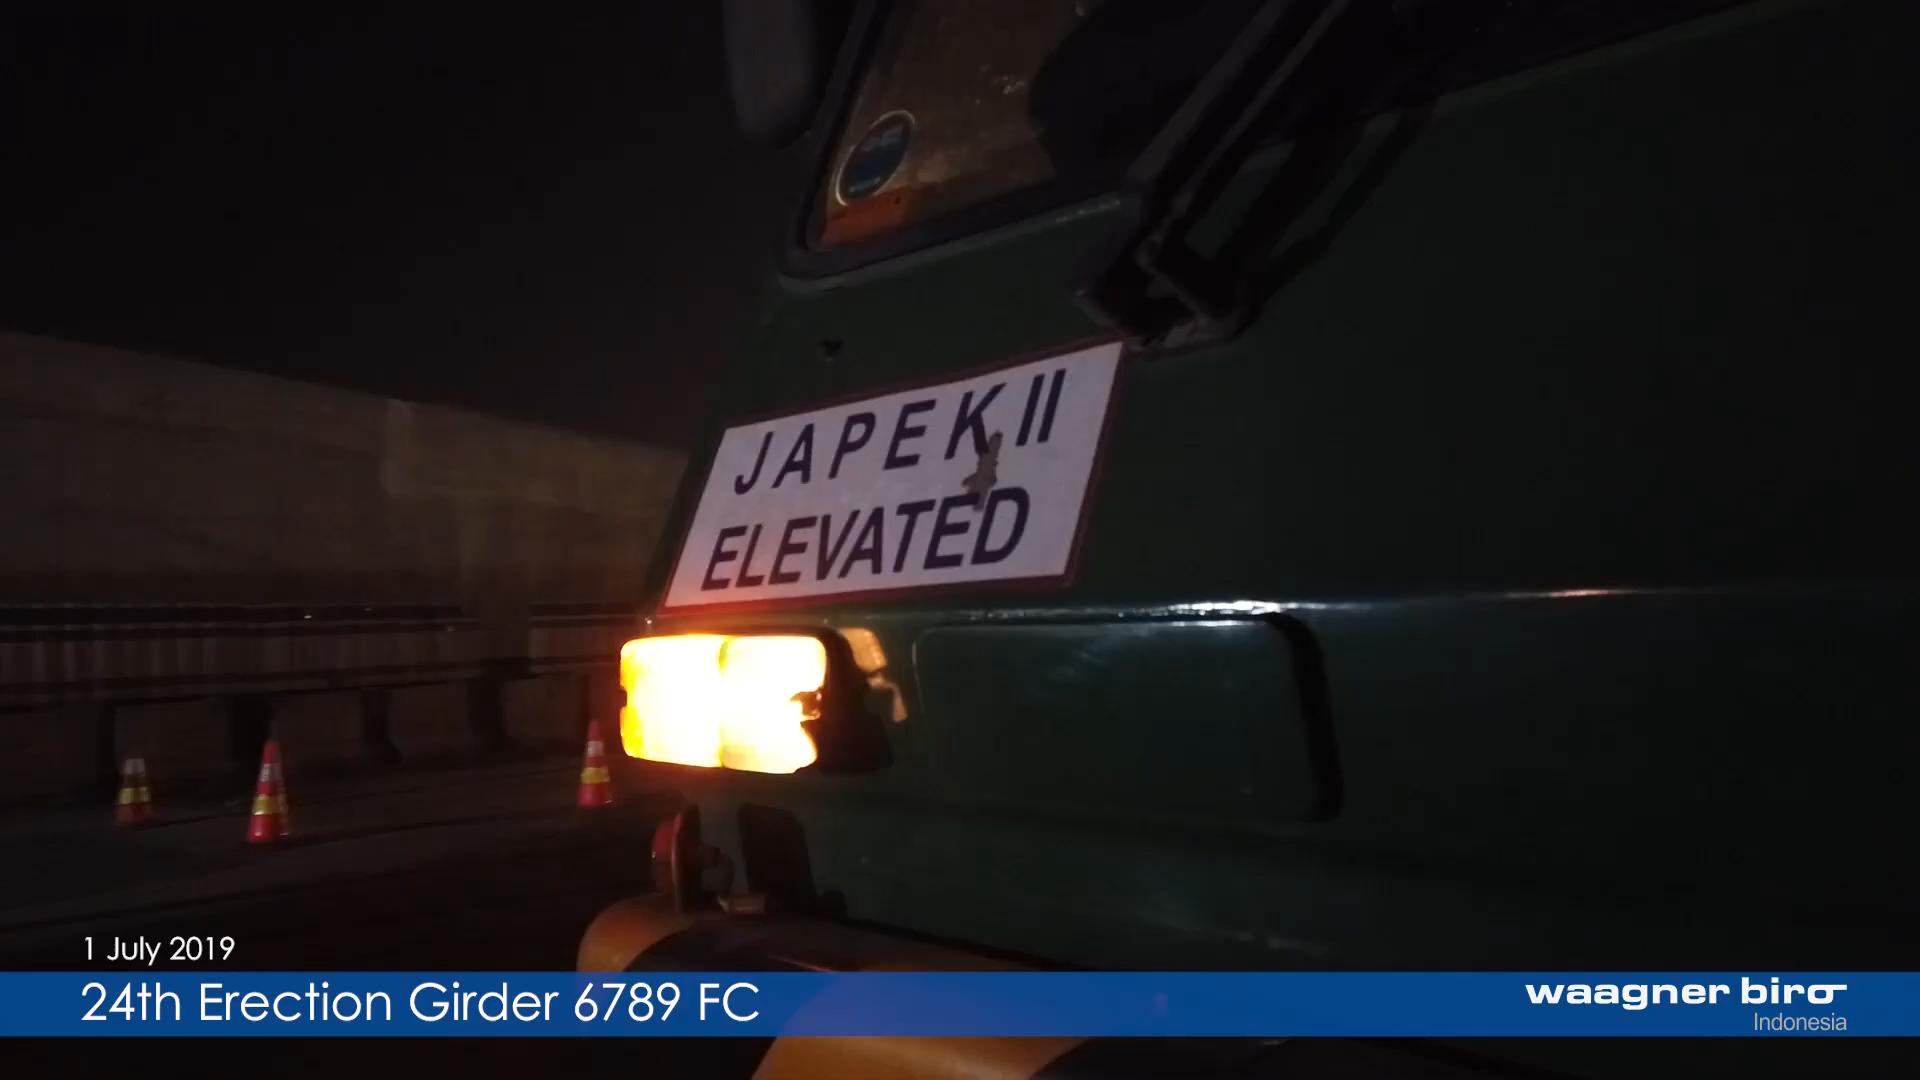 JAPEK II
ELEVATED
1 July 2019
24th Erection Girder 6789 FC
waagner biro
Indonesia